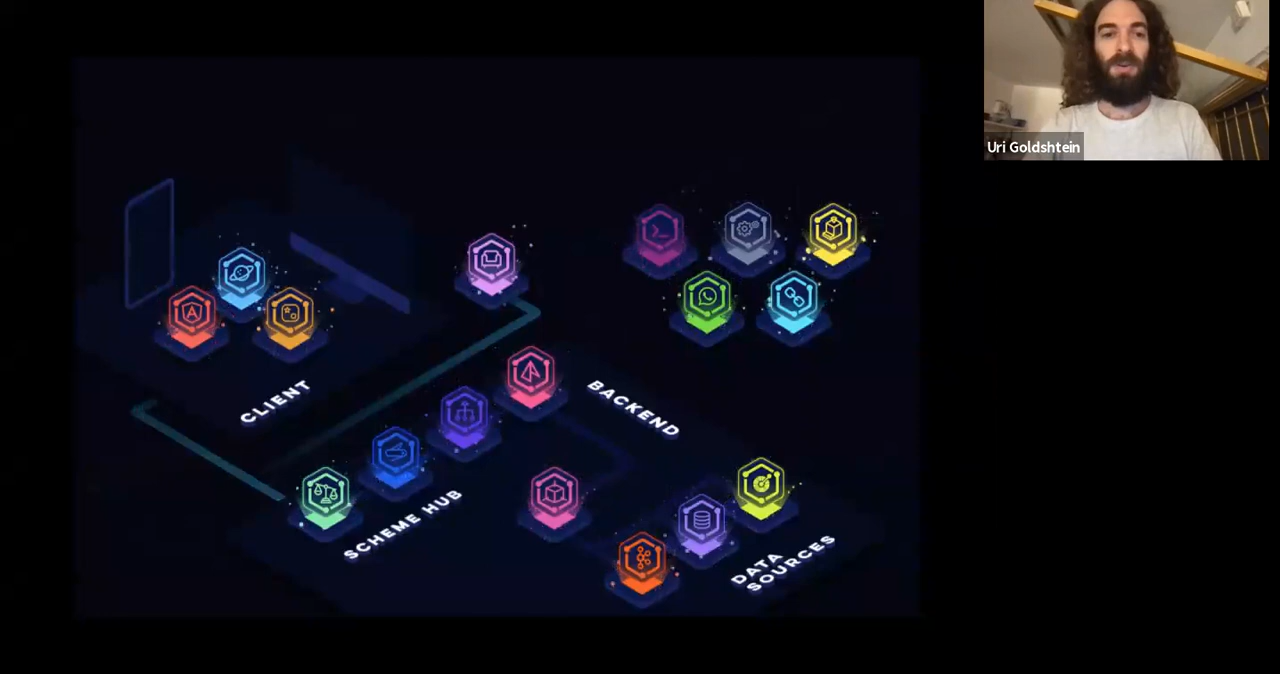 Uri Goldshtein
CLIENT
BACKEND
SCHEME HUB
DATA
SOURCES